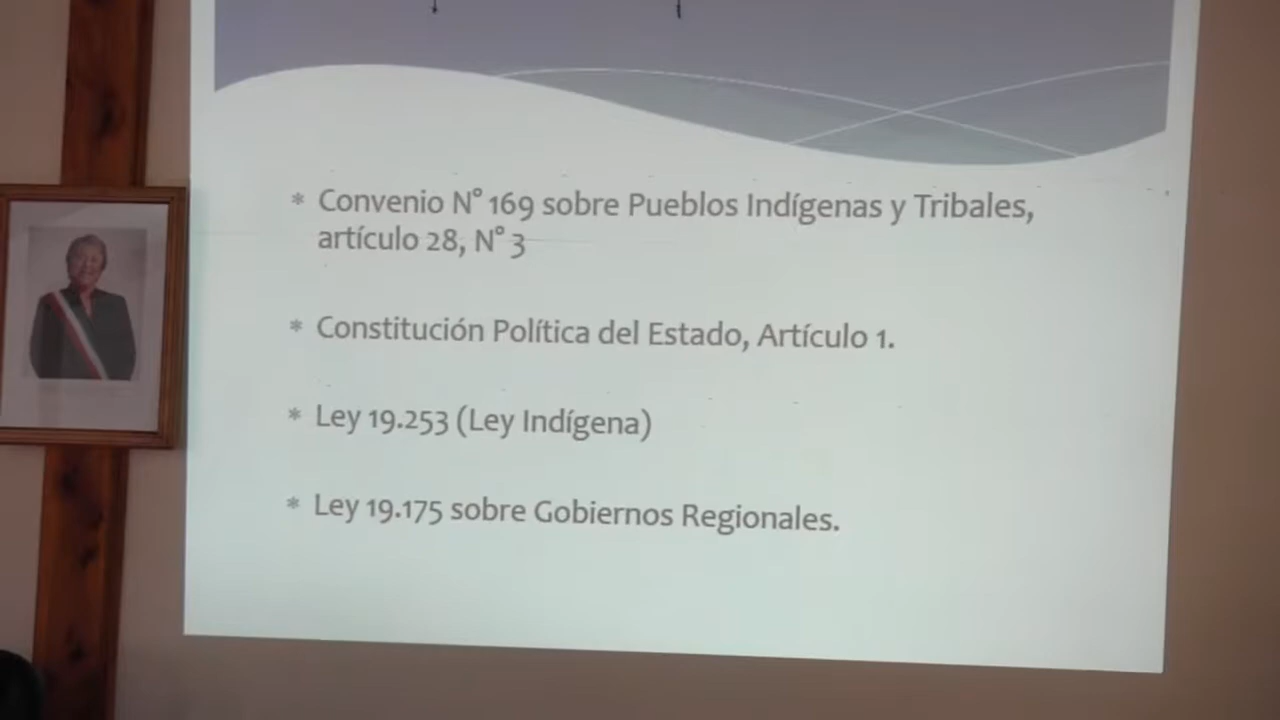 * Convenio N° 169 sobre Pueblos Indígenas y Tribales,
artículo 28, N° 3
* Constitución Política del Estado, Artículo 1.
* Ley 19.253 (Ley Indígena)
* Ley 19.175 sobre Gobiernos Regionales.